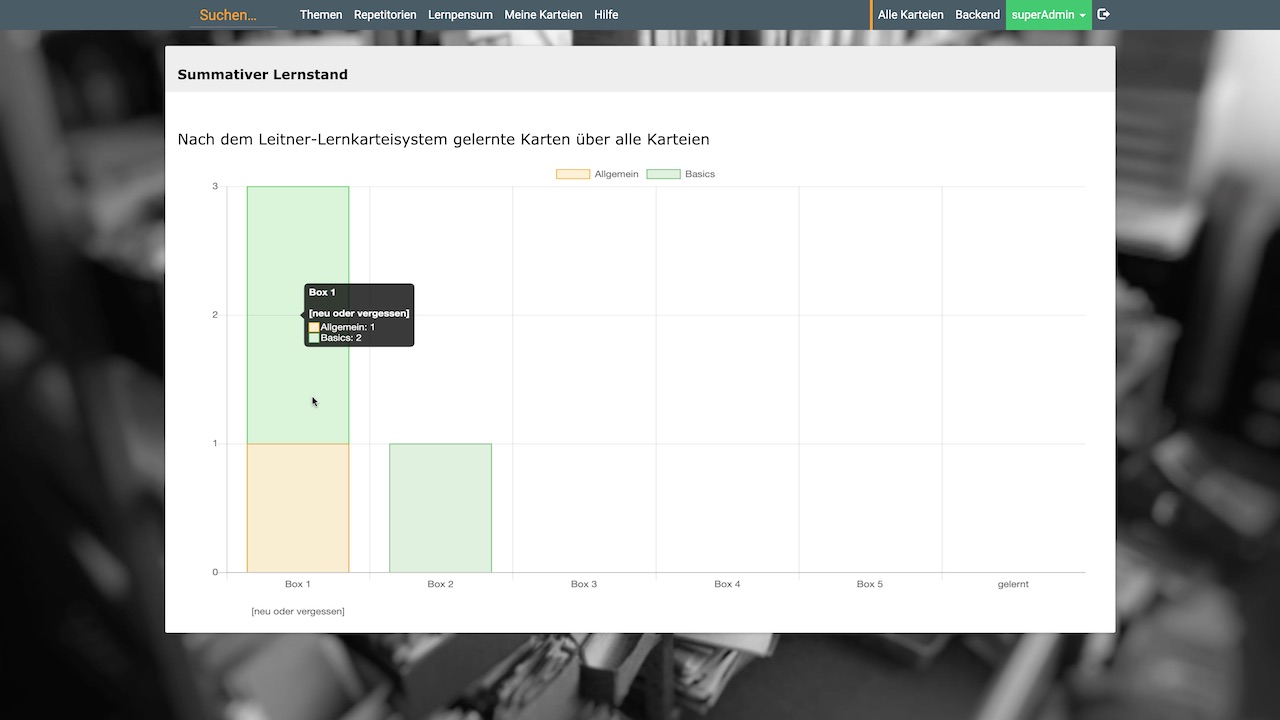 Suchen... Themen Repetitorien Lernpensum Meine Karteien Hilfe Alle Karteien Backend superAdmin
Summativer Lernstand
Nach dem Leitner-Lernkarteisystem gelernte Karten über alle Karteien
Allgemein Basics
3
2
1
0
Box 1
[neu oder vergessen]
Allgemein: 1
Basics: 2
Box 1 Box 2 Box 3 Box 4 Box 5 gelernt
[neu oder vergessen]